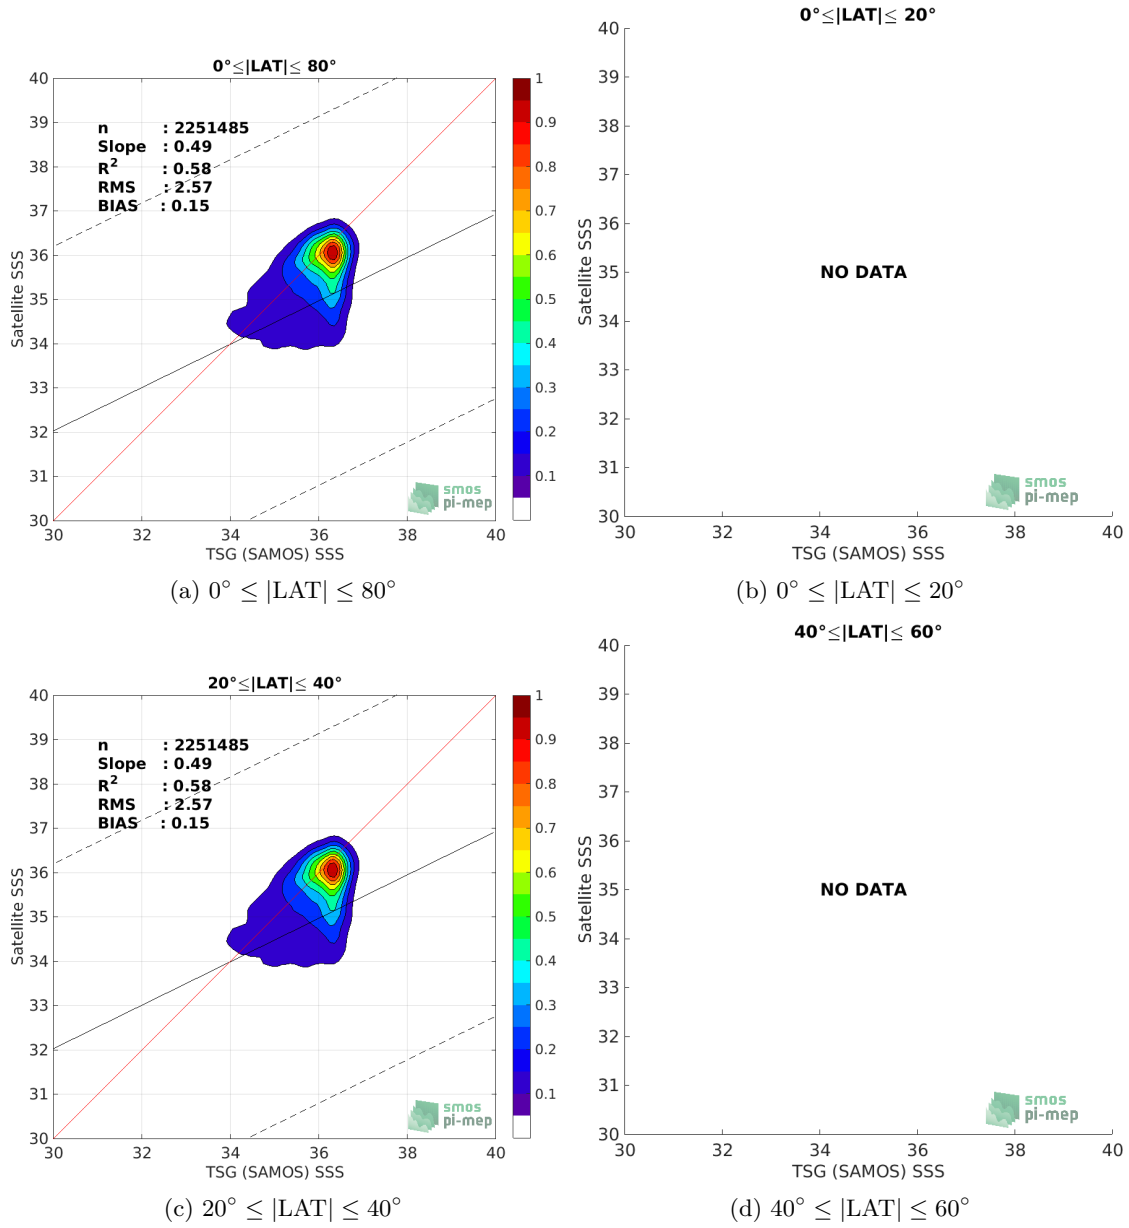 0°≤|LAT|≤ 80°
40
39
38
37
36
35
34
33
32
31
30
Satellite SSS
n : 2251485
Slope : 0.49
R² : 0.58
RMS : 2.57
BIAS : 0.15
1
0.9
0.8
0.7
0.6
0.5
0.4
0.3
0.2
0.1
smos
pi-mep
30 32 34 36 38 40
TSG (SAMOS) SSS
(a) 0° ≤ |LAT| ≤ 80°
0°≤|LAT|≤ 20°
40
39
38
37
36
35
34
33
32
31
30
Satellite SSS
NO DATA
smos
pi-mep
30 32 34 36 38 40
TSG (SAMOS) SSS
(b) 0° ≤ |LAT| ≤ 20°
20°≤|LAT|≤ 40°
40
39
38
37
36
35
34
33
32
31
30
Satellite SSS
n : 2251485
Slope : 0.49
R² : 0.58
RMS : 2.57
BIAS : 0.15
1
0.9
0.8
0.7
0.6
0.5
0.4
0.3
0.2
0.1
smos
pi-mep
30 32 34 36 38 40
TSG (SAMOS) SSS
(c) 20° ≤ |LAT| ≤ 40°
40°≤|LAT|≤ 60°
40
39
38
37
36
35
34
33
32
31
30
Satellite SSS
NO DATA
smos
pi-mep
30 32 34 36 38 40
TSG (SAMOS) SSS
(d) 40° ≤ |LAT| ≤ 60°